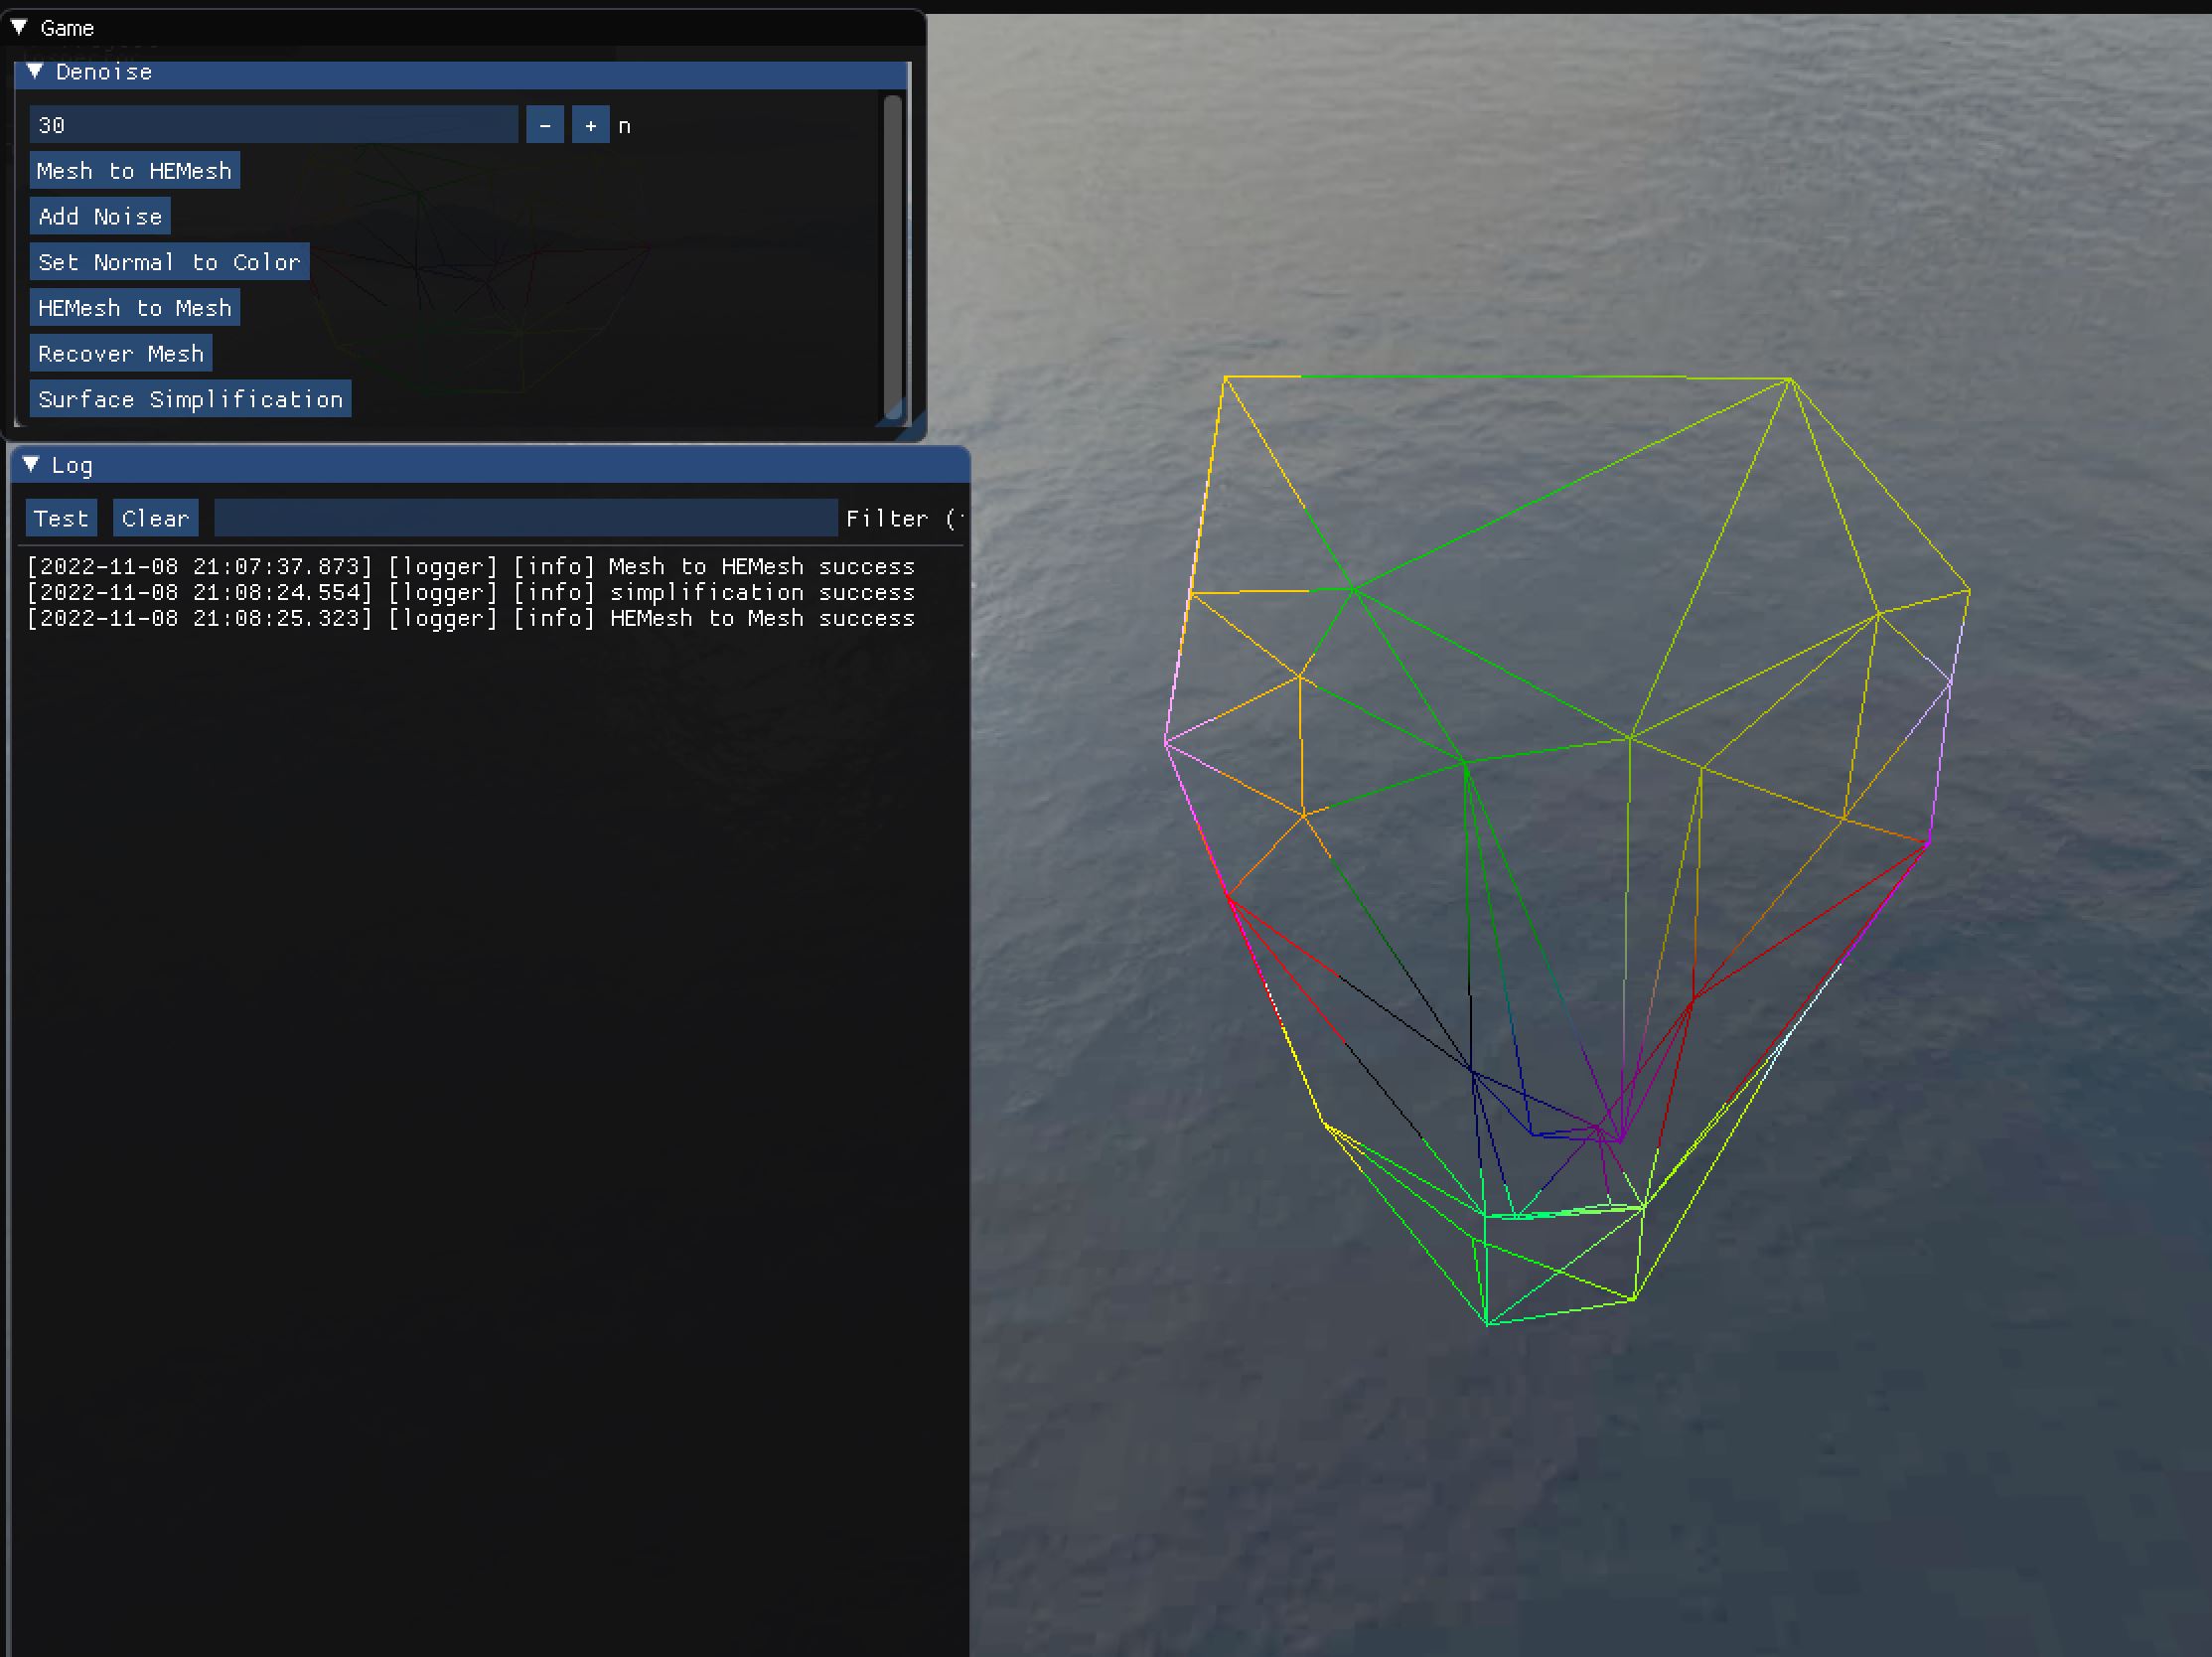 Game
Denoise
30 - + n
Mesh to HEMesh
Add Noise
Set Normal to Color
HEMesh to Mesh
Recover Mesh
Surface Simplification
Log
Test Clear Filter (
[2022-11-08 21:07:37.873] [logger] [info] Mesh to HEMesh success
[2022-11-08 21:08:24.554] [logger] [info] simplification success
[2022-11-08 21:08:25.323] [logger] [info] HEMesh to Mesh success